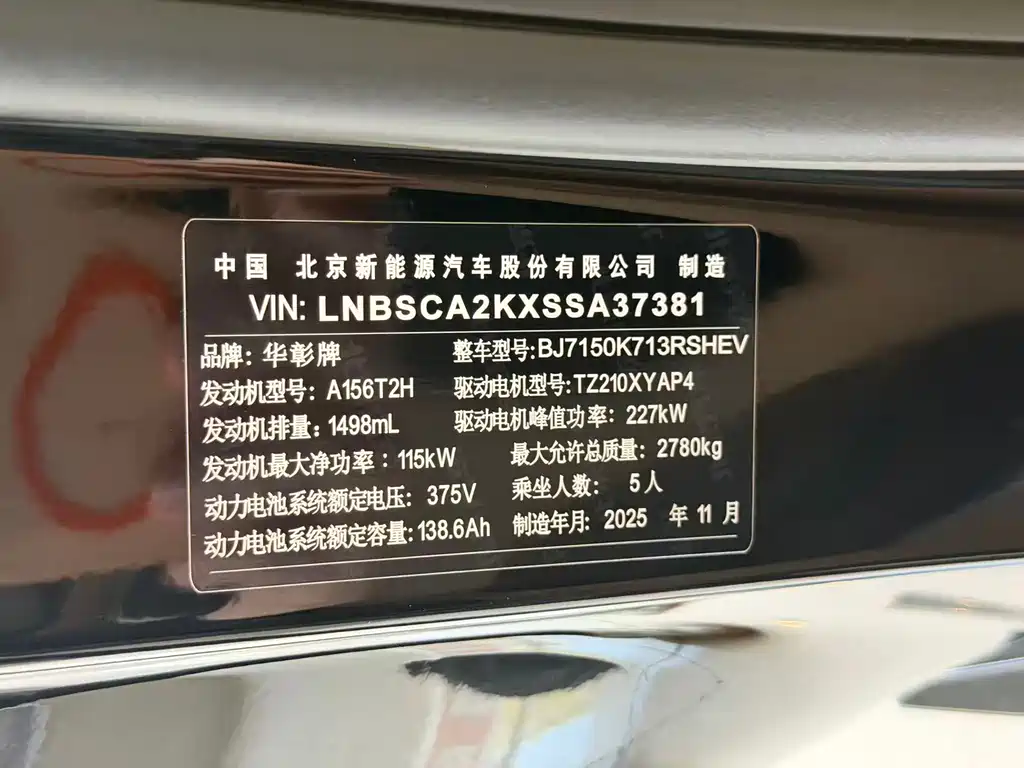 中国 北京新能源汽车股份有限公司 制造
VIN: LNBSCA2KXSSA37381
品牌: 华彰牌 整车型号: BJ7150K713RSHEV
发动机型号: A156T2H 驱动电机型号: TZ210XYAP4
发动机排量: 1498mL 驱动电机峰值功率: 227kW
发动机最大净功率: 115kW 最大允许总质量: 2780kg
动力电池系统额定电压: 375V 乘坐人数: 5人
动力电池系统额定容量: 138.6Ah 制造年月: 2025 年 11 月